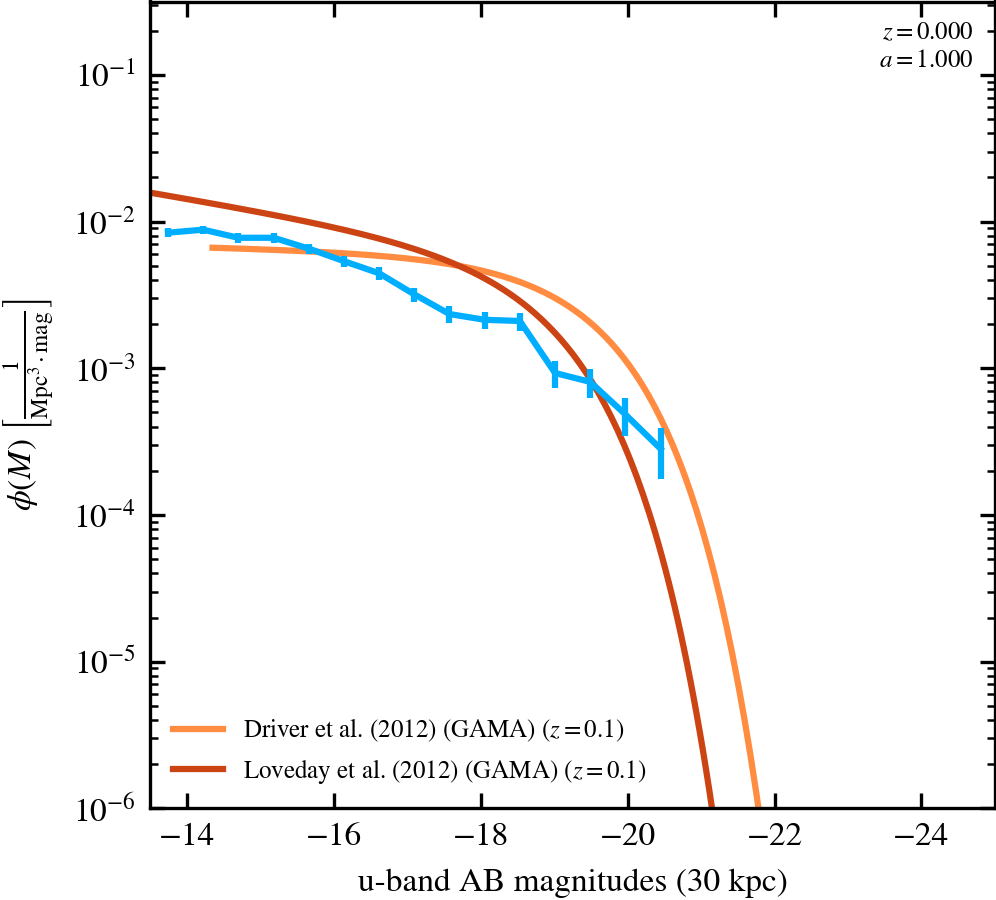 z = 0.000
a = 1.000
10⁻¹
10⁻²
10⁻³
10⁻⁴
10⁻⁵
10⁻⁶
ϕ(M) [1 / Mpc³ · mag]
Driver et al. (2012) (GAMA) (z = 0.1)
Loveday et al. (2012) (GAMA) (z = 0.1)
−14 −16 −18 −20 −22 −24
u-band AB magnitudes (30 kpc)